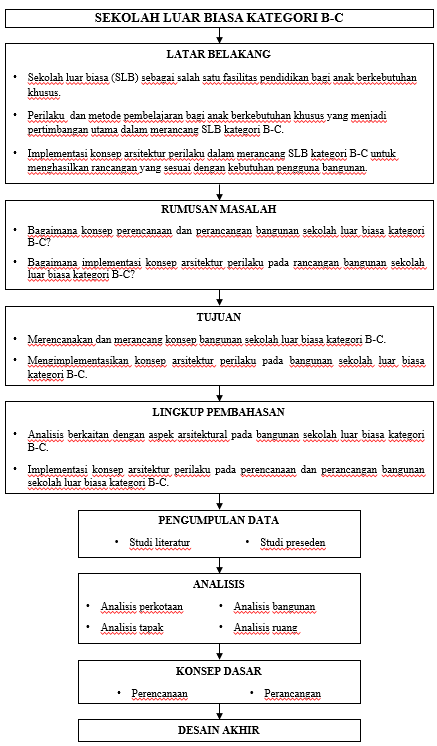 SEKOLAH LUAR BIASA KATEGORI B-C
LATAR BELAKANG
• Sekolah luar biasa (SLB) sebagai salah satu fasilitas pendidikan bagi anak berkebutuhan
khusus.
• Perilaku dan metode pembelajaran bagi anak berkebutuhan khusus yang menjadi
pertimbangan utama dalam merancang SLB kategori B-C.
• Implementasi konsep arsitektur perilaku dalam merancang SLB kategori B-C untuk
menghasilkan rancangan yang sesuai dengan kebutuhan pengguna bangunan.
RUMUSAN MASALAH
• Bagaimana konsep perencanaan dan perancangan bangunan sekolah luar biasa kategori
B-C?
• Bagaimana implementasi konsep arsitektur perilaku pada rancangan bangunan sekolah
luar biasa kategori B-C?
TUJUAN
• Merencanakan dan merancang konsep bangunan sekolah luar biasa kategori B-C.
• Mengimplementasikan konsep arsitektur perilaku pada bangunan sekolah luar biasa
kategori B-C.
LINGKUP PEMBAHASAN
• Analisis berkaitan dengan aspek arsitektural pada bangunan sekolah luar biasa kategori
B-C.
• Implementasi konsep arsitektur perilaku pada perencanaan dan perancangan bangunan
sekolah luar biasa kategori B-C.
PENGUMPULAN DATA
• Studi literatur • Studi preseden
ANALISIS
• Analisis perkotaan • Analisis bangunan
• Analisis tapak • Analisis ruang
KONSEP DASAR
• Perencanaan • Perancangan
DESAIN AKHIR